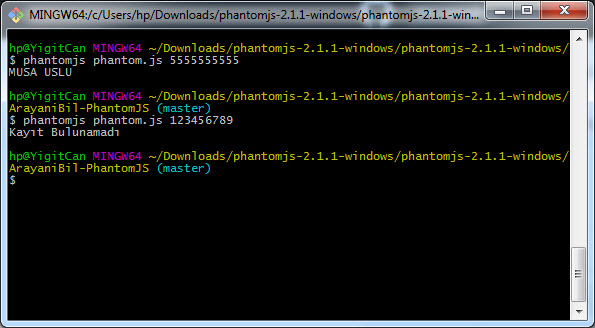 MINGW64:/c/Users/hp/Downloads/phantomjs-2.1.1-windows/phantomjs-2.1.1-win...
hp@YigitCan MINGW64 ~/Downloads/phantomjs-2.1.1-windows/phantomjs-2.1.1-windows/
$ phantomjs phantom.js 5555555555
MUSA USLU
hp@YigitCan MINGW64 ~/Downloads/phantomjs-2.1.1-windows/phantomjs-2.1.1-windows/
ArayaniBil-PhantomJS (master)
$ phantomjs phantom.js 123456789
Kayıt Bulunamadı
hp@YigitCan MINGW64 ~/Downloads/phantomjs-2.1.1-windows/phantomjs-2.1.1-windows/
ArayaniBil-PhantomJS (master)
$